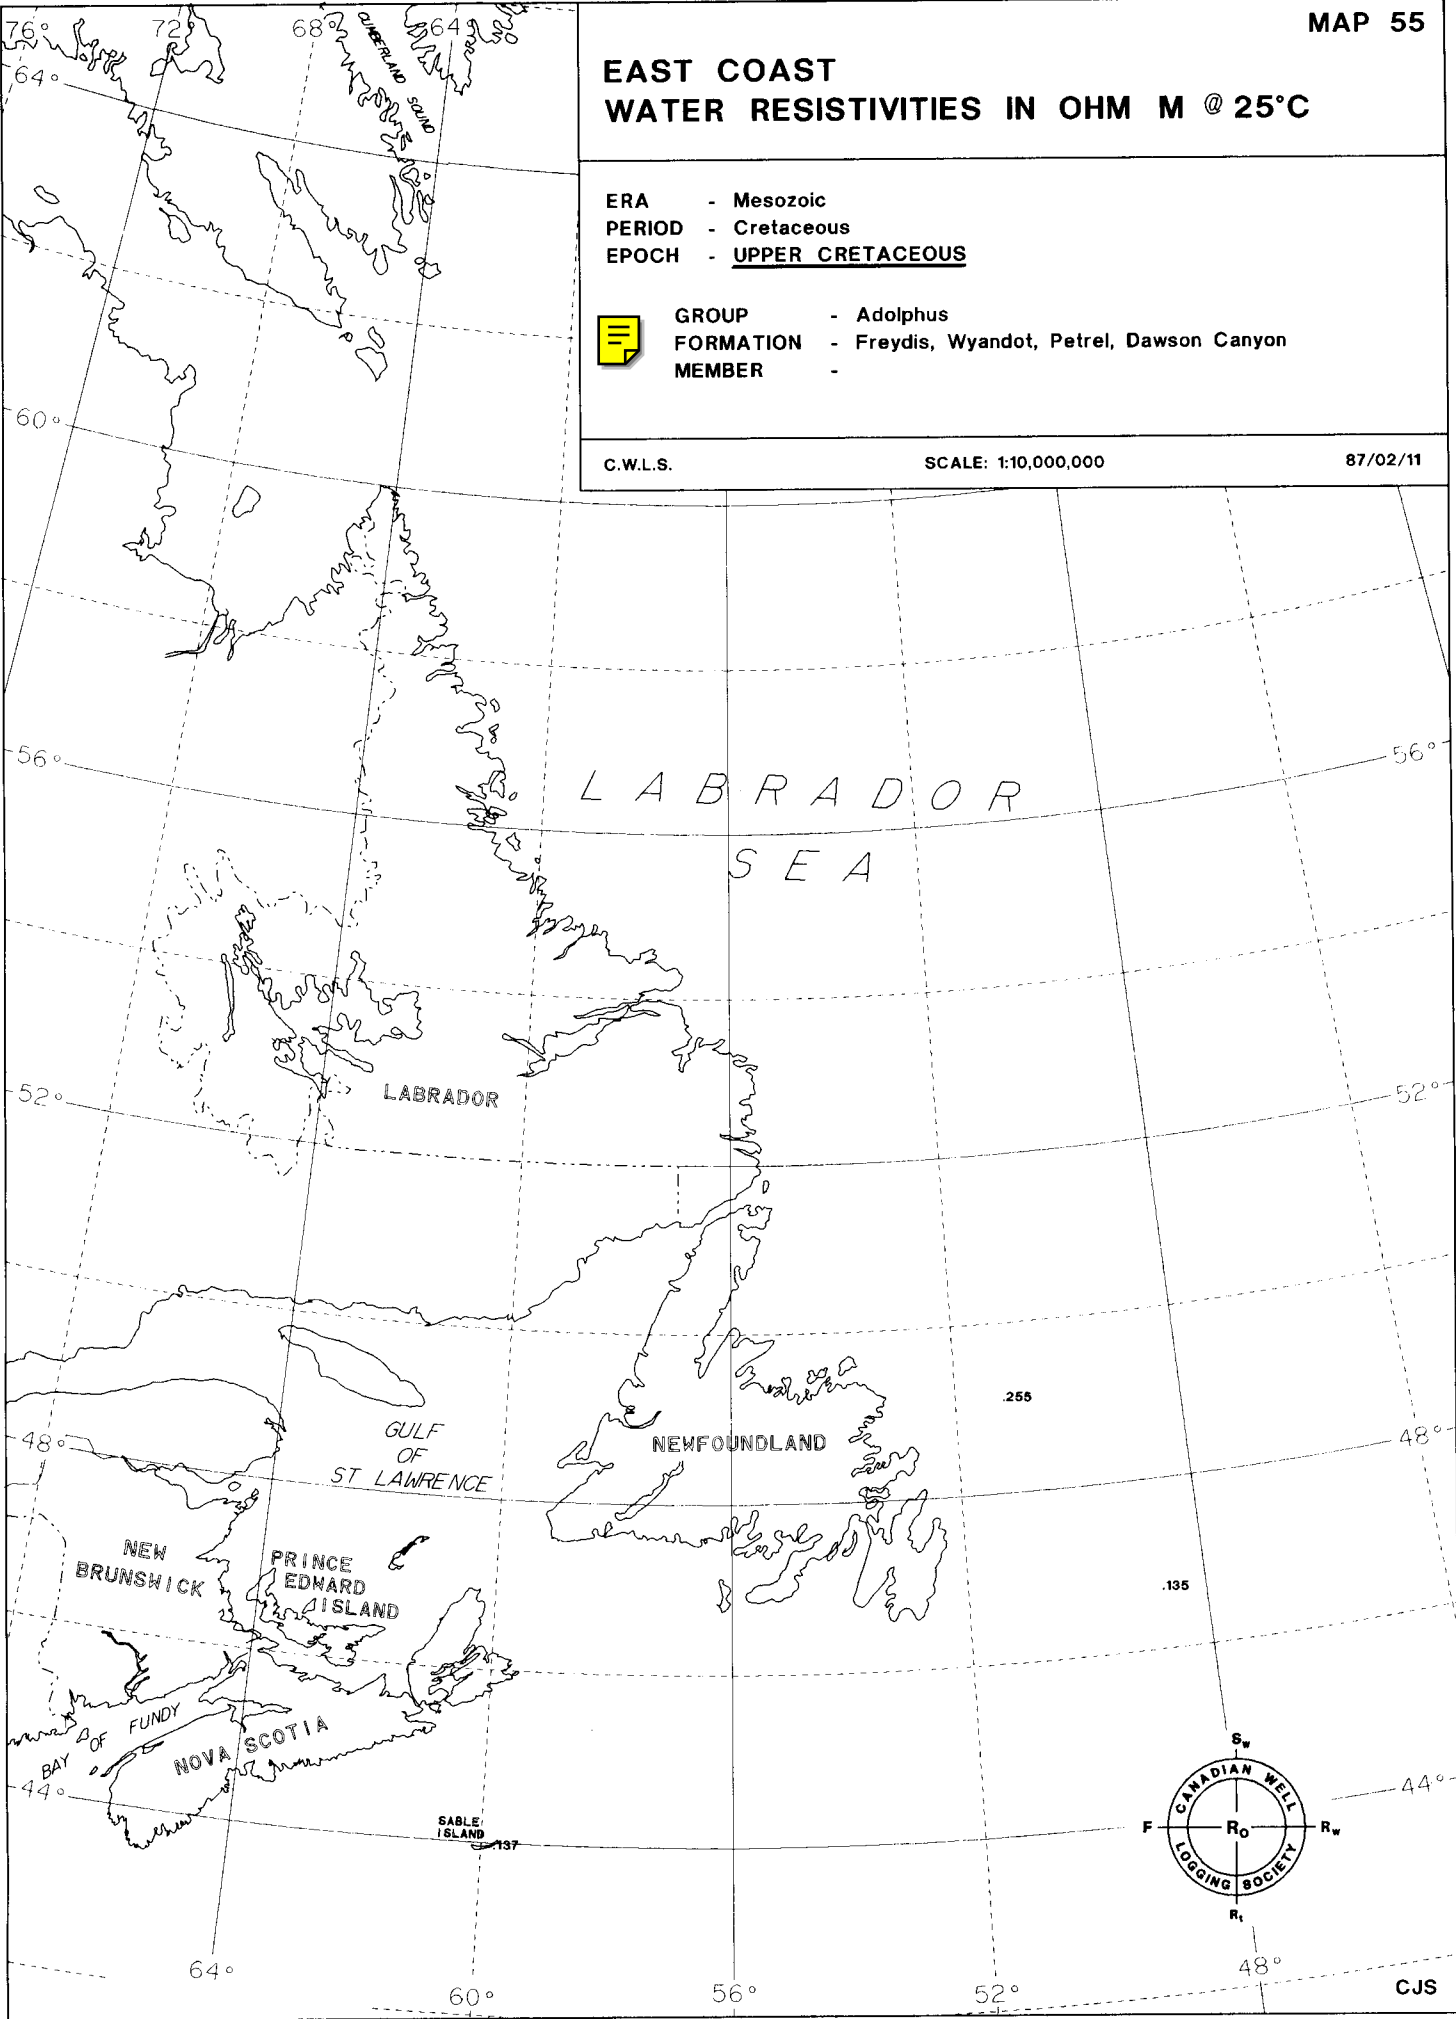 MAP 55
EAST COAST
WATER RESISTIVITIES IN OHM M @ 25°C
ERA - Mesozoic
PERIOD - Cretaceous
EPOCH - UPPER CRETACEOUS
GROUP - Adolphus
FORMATION - Freydis, Wyandot, Petrel, Dawson Canyon
MEMBER -
C.W.L.S. SCALE: 1:10,000,000 87/02/11
76° 72° 68° 64°
CUMBERLAND SOUND
64°
60°
56° 56°
LABRADOR
SEA
52° 52°
LABRADOR
.255
GULF
OF
ST LAWRENCE
NEWFOUNDLAND
48° 48°
NEW
BRUNSWICK
PRINCE
EDWARD
ISLAND
.135
BAY OF FUNDY
NOVA SCOTIA
44° 44°
SABLE
ISLAND
.137
Sw
CANADIAN WELL
F Ro Rw
LOGGING SOCIETY
Rt
64° 60° 56° 52° 48°
CJS